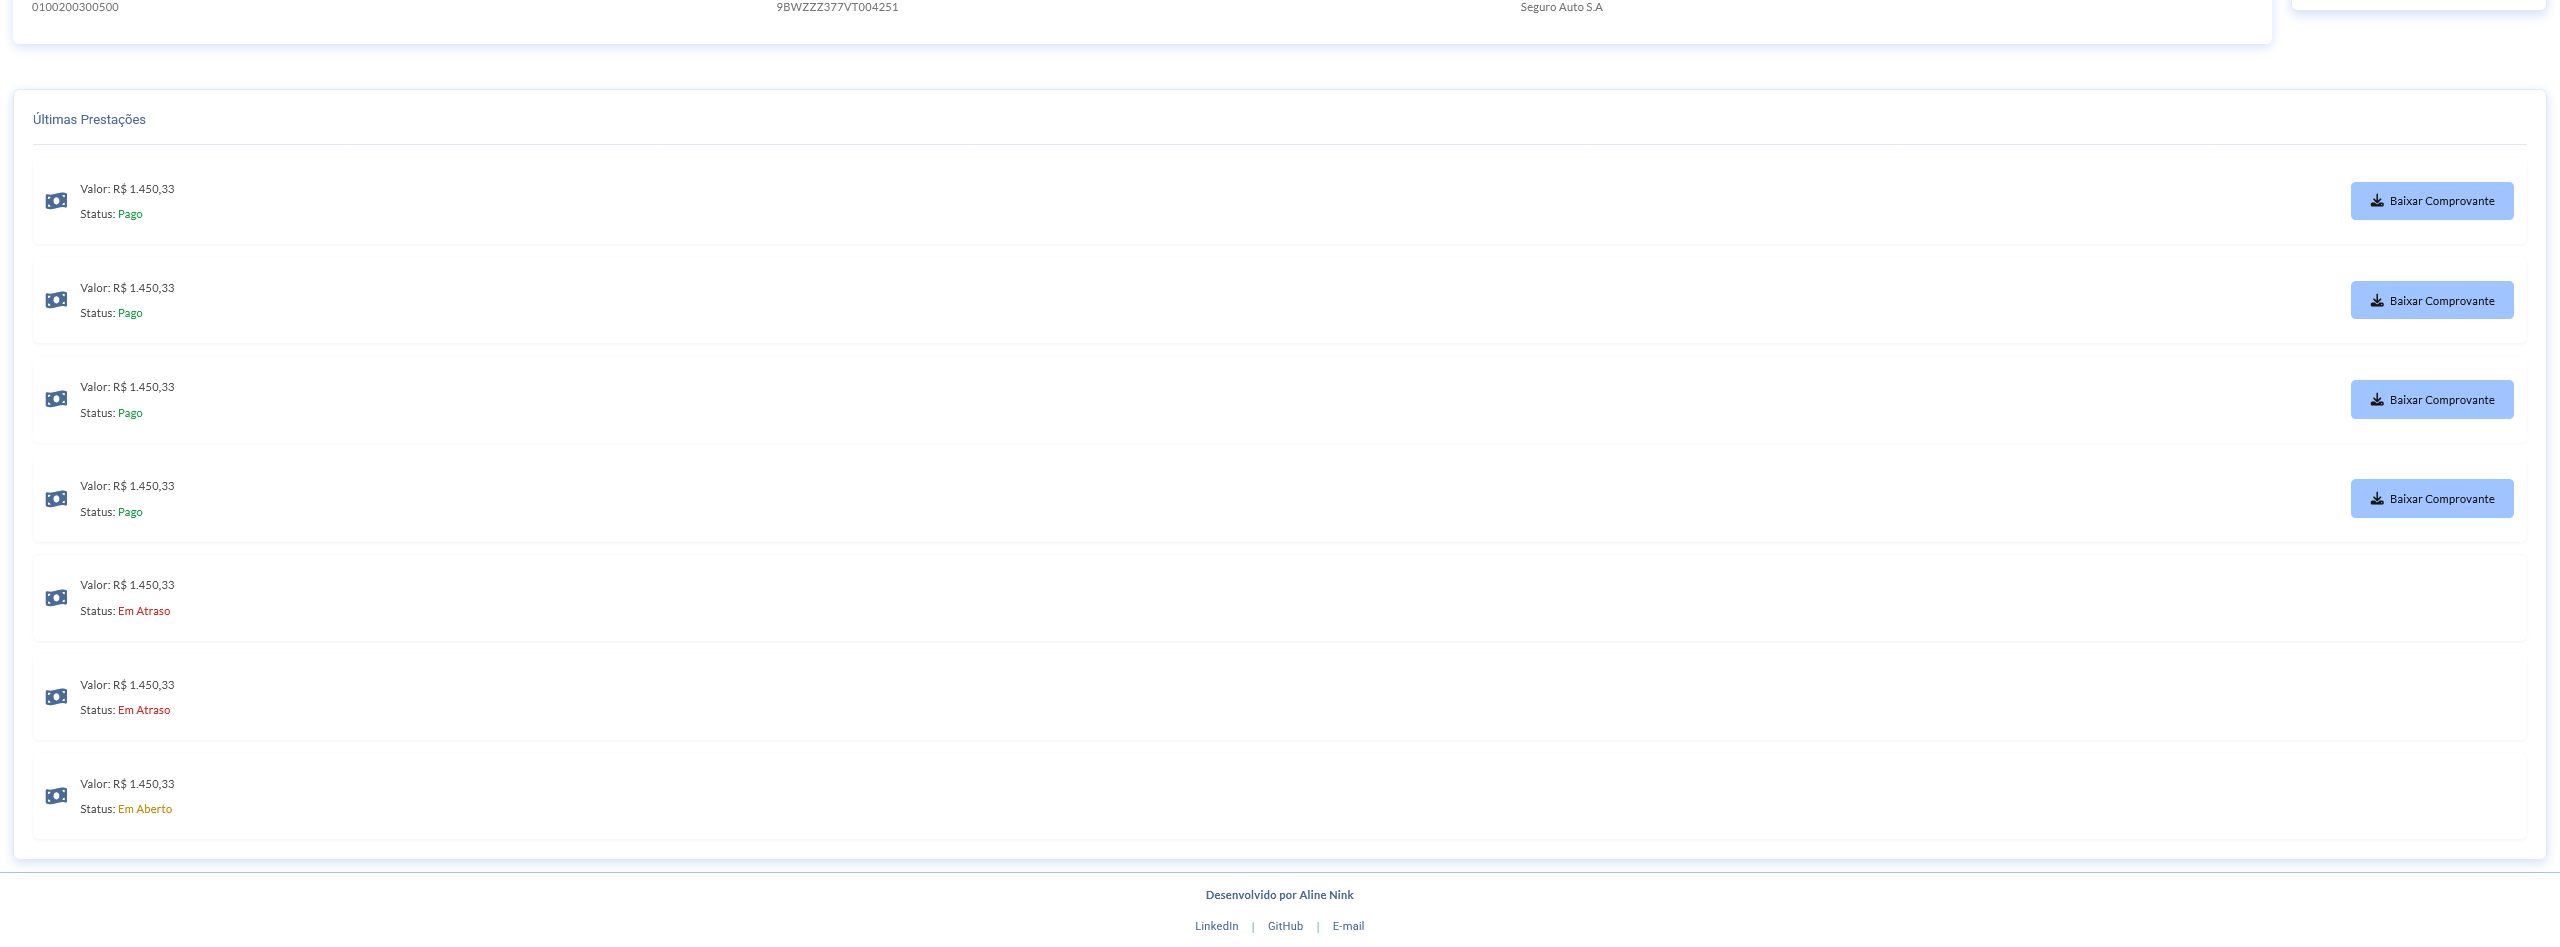 0100200300500 9BWZZZ377VT004251 Seguro Auto S.A
Últimas Prestações
Valor: R$ 1.450,33
Status: Pago
Baixar Comprovante
Valor: R$ 1.450,33
Status: Pago
Baixar Comprovante
Valor: R$ 1.450,33
Status: Pago
Baixar Comprovante
Valor: R$ 1.450,33
Status: Pago
Baixar Comprovante
Valor: R$ 1.450,33
Status: Em Atraso
Valor: R$ 1.450,33
Status: Em Atraso
Valor: R$ 1.450,33
Status: Em Aberto
Desenvolvido por Aline Nink
LinkedIn | GitHub | E-mail